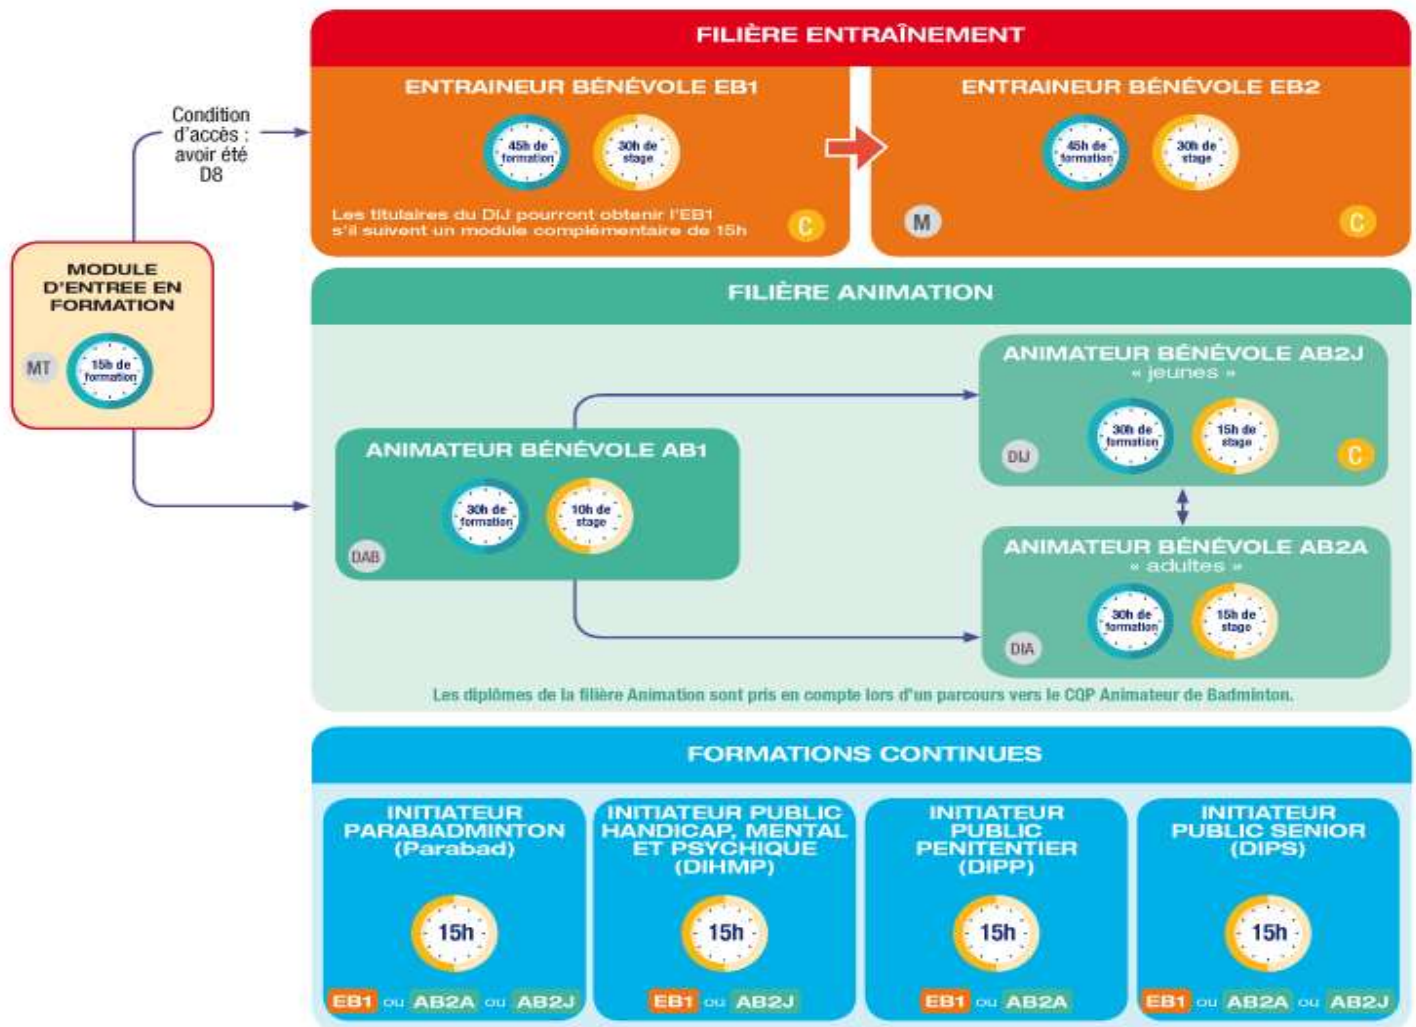 FILIÈRE ENTRAÎNEMENT
ENTRAINEUR BÉNÉVOLE EB1
45h de
formation
30h de
stage
Les titulaires du DIJ pourront obtenir l'EB1
s'il suivent un module complémentaire de 15h
C
ENTRAINEUR BÉNÉVOLE EB2
45h de
formation
30h de
stage
M
C
Condition
d'accès :
avoir été
D8
MODULE
D'ENTREE EN
FORMATION
MT
15h de
formation
FILIÈRE ANIMATION
ANIMATEUR BÉNÉVOLE AB1
30h de
formation
10h de
stage
DAB
ANIMATEUR BÉNÉVOLE AB2J
« jeunes »
30h de
formation
15h de
stage
DIJ
C
ANIMATEUR BÉNÉVOLE AB2A
« adultes »
30h de
formation
15h de
stage
DIA
Les diplômes de la filière Animation sont pris en compte lors d'un parcours vers le CQP Animateur de Badminton.
FORMATIONS CONTINUES
INITIATEUR
PARABADMINTON
(Parabad)
15h
EB1 ou AB2A ou AB2J
INITIATEUR PUBLIC
HANDICAP, MENTAL
ET PSYCHIQUE
(DIHMP)
15h
EB1 ou AB2J
INITIATEUR
PUBLIC
PENITENTIER
(DIPP)
15h
EB1 ou AB2A
INITIATEUR
PUBLIC SENIOR
(DIPS)
15h
EB1 ou AB2A ou AB2J